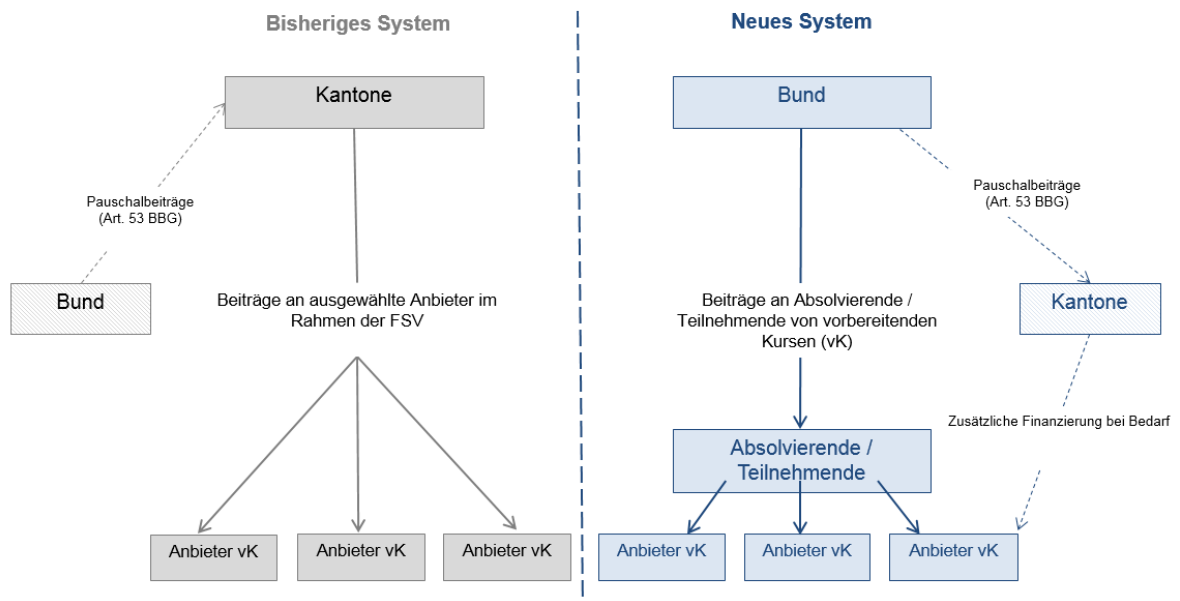 Bisheriges System
Kantone
Pauschalbeiträge
(Art. 53 BBG)
Bund
Beiträge an ausgewählte Anbieter im
Rahmen der FSV
Anbieter vK
Anbieter vK
Anbieter vK
Neues System
Bund
Pauschalbeiträge
(Art. 53 BBG)
Beiträge an Absolvierende /
Teilnehmende von vorbereitenden
Kursen (vK)
Kantone
Zusätzliche Finanzierung bei Bedarf
Absolvierende /
Teilnehmende
Anbieter vK
Anbieter vK
Anbieter vK